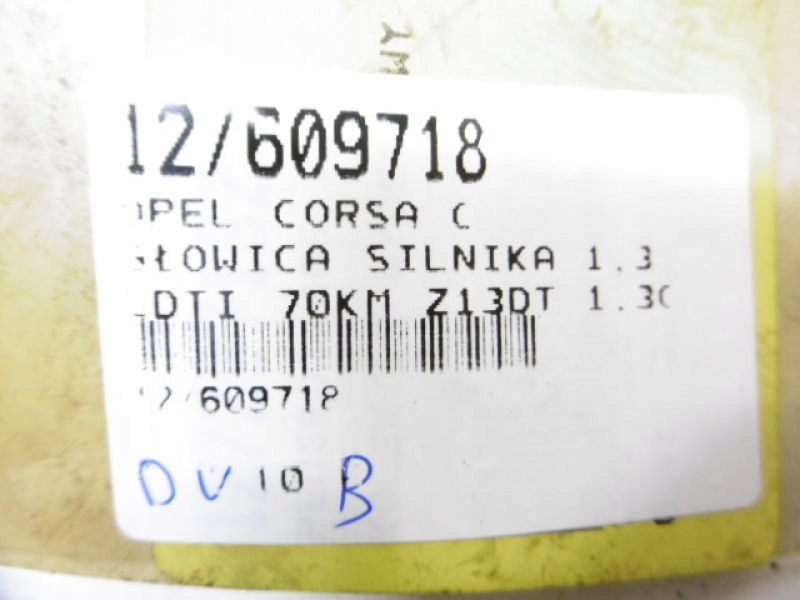 12/609718
OPEL CORSA C
GŁOWICA SILNIKA 1.3
CDTI 70KM Z13DT 1.3C
12/609718
DV 10 B